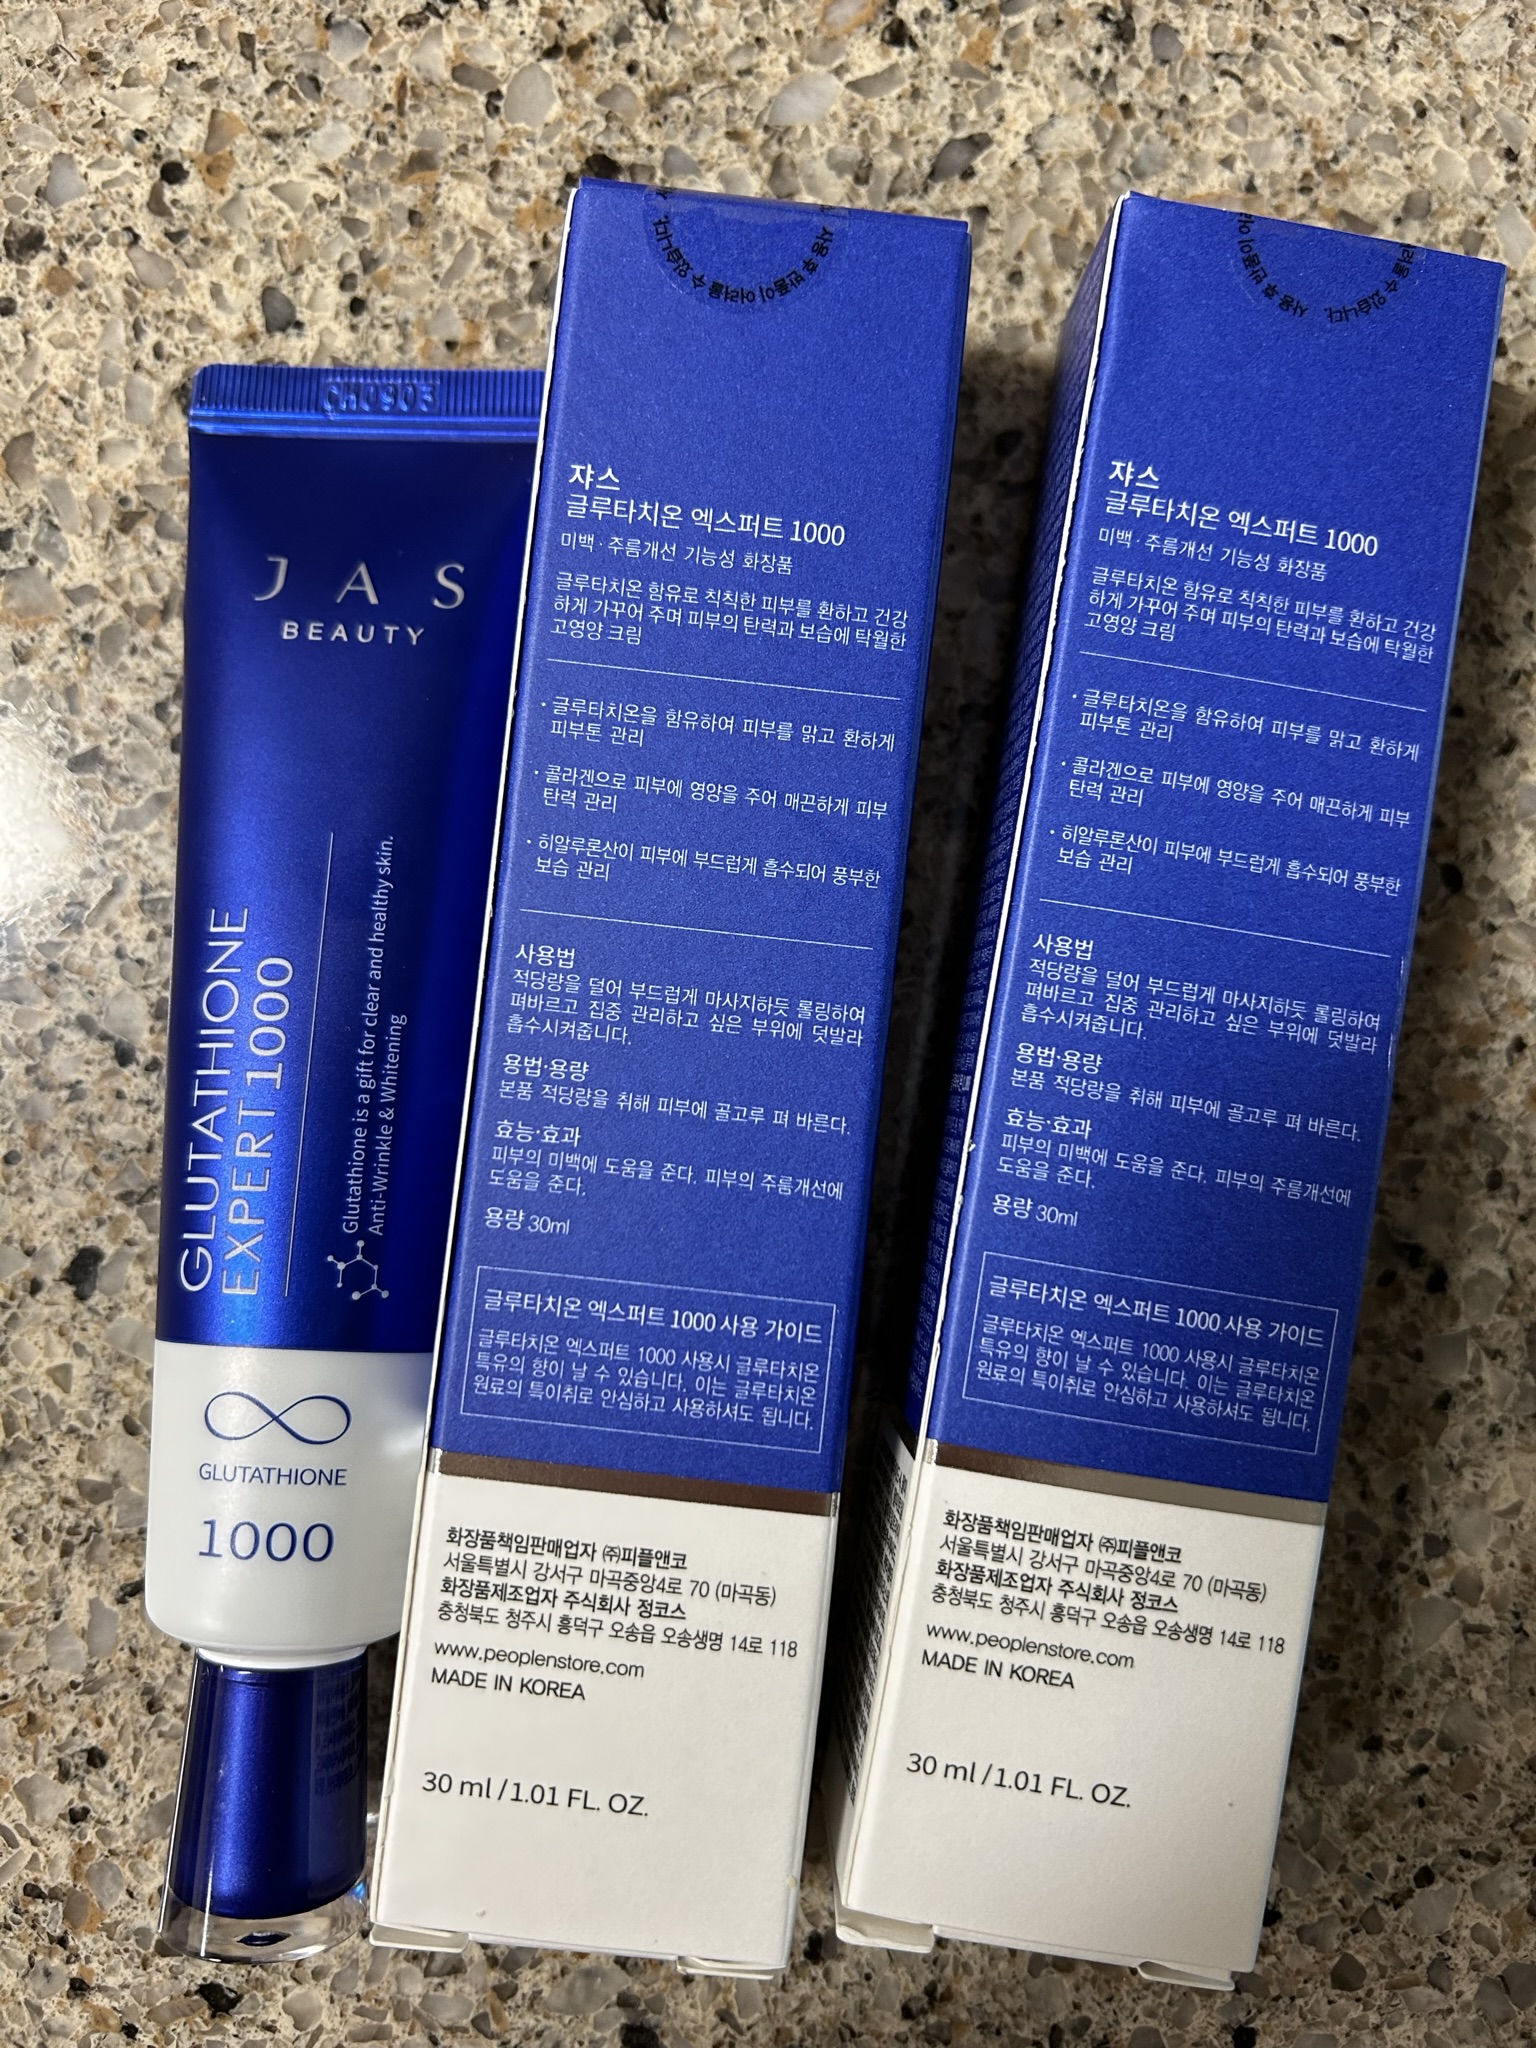 CH0903
J A S
BEAUTY
GLUTATHIONE
EXPERT 1000
Glutathione is a gift for clear and healthy skin.
Anti-Wrinkle & Whitening
GLUTATHIONE
1000
사용 후 반품이 어려울 수 있습니다.
쟈스
글루타치온 엑스퍼트 1000
미백·주름개선 기능성 화장품
글루타치온 함유로 칙칙한 피부를 환하고 건강
하게 가꾸어 주며 피부의 탄력과 보습에 탁월한
고영양 크림
· 글루타치온을 함유하여 피부를 맑고 환하게
피부톤 관리
· 콜라겐으로 피부에 영양을 주어 매끈하게 피부
탄력 관리
· 히알루론산이 피부에 부드럽게 흡수되어 풍부한
보습 관리
사용법
적당량을 덜어 부드럽게 마사지하듯 롤링하여
펴바르고 집중 관리하고 싶은 부위에 덧발라
흡수시켜줍니다.
용법·용량
본품 적당량을 취해 피부에 골고루 펴 바른다.
효능·효과
피부의 미백에 도움을 준다. 피부의 주름개선에
도움을 준다.
용량 30ml
글루타치온 엑스퍼트 1000 사용 가이드
글루타치온 엑스퍼트 1000 사용시 글루타치온
특유의 향이 날 수 있습니다. 이는 글루타치온
원료의 특이취로 안심하고 사용하셔도 됩니다.
화장품책임판매업자 ㈜피플앤코
서울특별시 강서구 마곡중앙4로 70 (마곡동)
화장품제조업자 주식회사 정코스
충청북도 청주시 흥덕구 오송읍 오송생명 14로 118
www.peoplenstore.com
MADE IN KOREA
30 ml / 1.01 FL. OZ.
사용 후 반품이 어려울 수 있습니다.
쟈스
글루타치온 엑스퍼트 1000
미백·주름개선 기능성 화장품
글루타치온 함유로 칙칙한 피부를 환하고 건강
하게 가꾸어 주며 피부의 탄력과 보습에 탁월한
고영양 크림
· 글루타치온을 함유하여 피부를 맑고 환하게
피부톤 관리
· 콜라겐으로 피부에 영양을 주어 매끈하게 피부
탄력 관리
· 히알루론산이 피부에 부드럽게 흡수되어 풍부한
보습 관리
사용법
적당량을 덜어 부드럽게 마사지하듯 롤링하여
펴바르고 집중 관리하고 싶은 부위에 덧발라
흡수시켜줍니다.
용법·용량
본품 적당량을 취해 피부에 골고루 펴 바른다.
효능·효과
피부의 미백에 도움을 준다. 피부의 주름개선에
도움을 준다.
용량 30ml
글루타치온 엑스퍼트 1000 사용 가이드
글루타치온 엑스퍼트 1000 사용시 글루타치온
특유의 향이 날 수 있습니다. 이는 글루타치온
원료의 특이취로 안심하고 사용하셔도 됩니다.
화장품책임판매업자 ㈜피플앤코
서울특별시 강서구 마곡중앙4로 70 (마곡동)
화장품제조업자 주식회사 정코스
충청북도 청주시 흥덕구 오송읍 오송생명 14로 118
www.peoplenstore.com
MADE IN KOREA
30 ml / 1.01 FL. OZ.